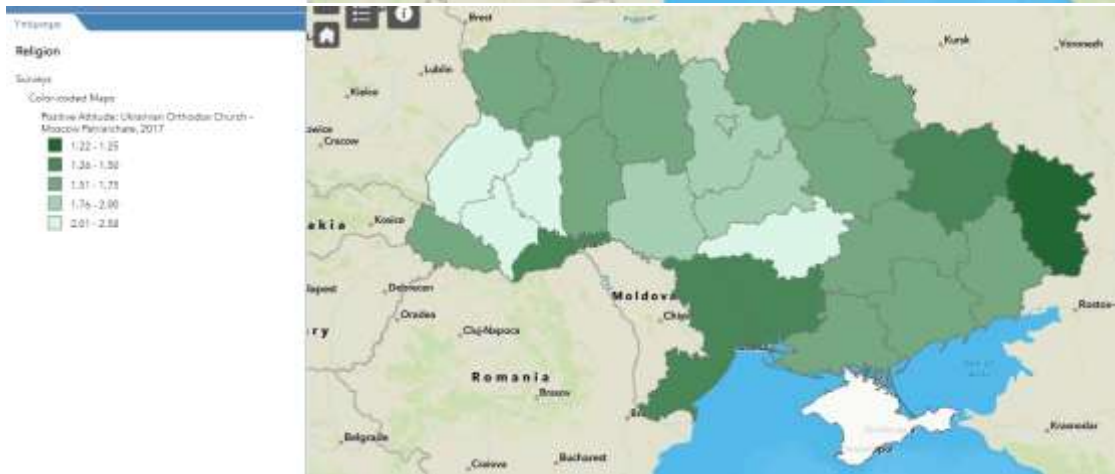 Religion
Surveys
Color-coded Maps
Positive Attitude: Ukrainian Orthodox Church –
Moscow Patriarchate, 2017
1.22 - 1.25
1.26 - 1.50
1.51 - 1.75
1.76 - 2.00
2.01 - 2.58
Brest
Kursk
Voronezh
Lublin
Kielce
Cracow
Kosice
akia
Debrecen
Oradea
Moldova
Cluj-Napoca
ry
Romania
Brasov
Belgrade
Craiova
Bucharest
Rostov-
Krasnodar